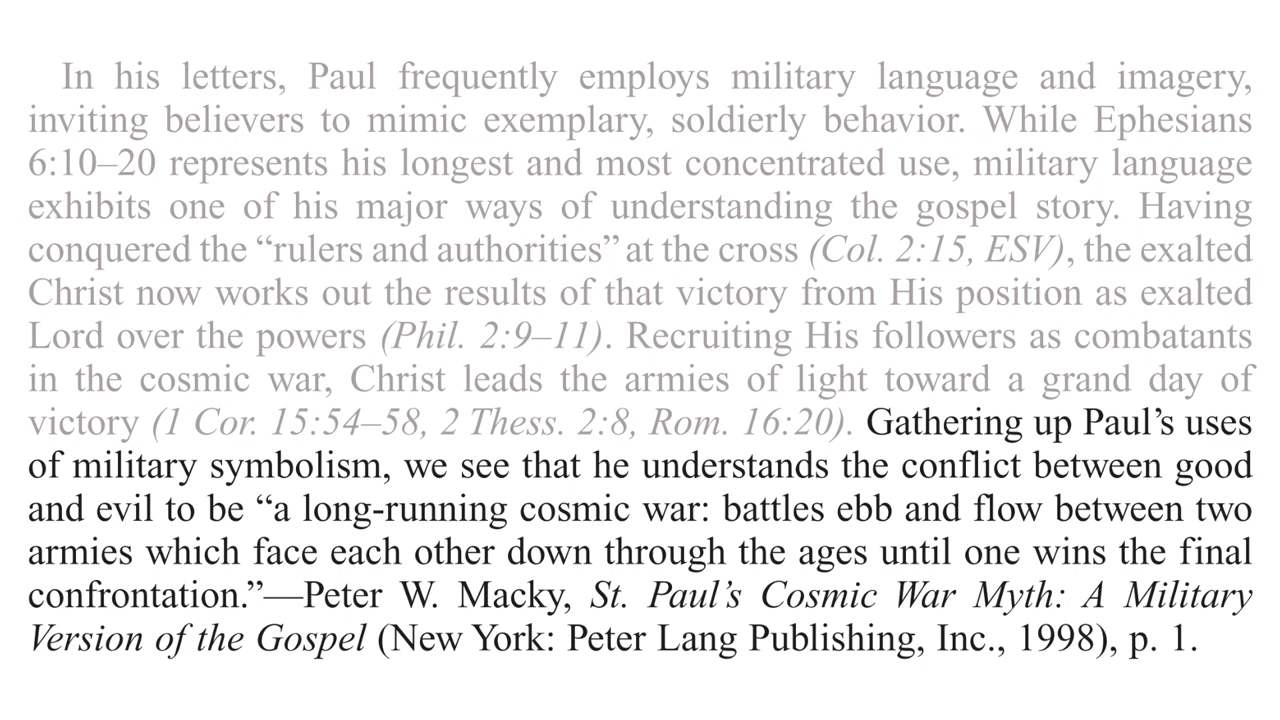 In his letters, Paul frequently employs military language and imagery,
inviting believers to mimic exemplary, soldierly behavior. While Ephesians
6:10–20 represents his longest and most concentrated use, military language
exhibits one of his major ways of understanding the gospel story. Having
conquered the “rulers and authorities” at the cross (Col. 2:15, ESV), the exalted
Christ now works out the results of that victory from His position as exalted
Lord over the powers (Phil. 2:9–11). Recruiting His followers as combatants
in the cosmic war, Christ leads the armies of light toward a grand day of
victory (1 Cor. 15:54–58, 2 Thess. 2:8, Rom. 16:20). Gathering up Paul’s uses
of military symbolism, we see that he understands the conflict between good
and evil to be “a long-running cosmic war: battles ebb and flow between two
armies which face each other down through the ages until one wins the final
confrontation.”—Peter W. Macky, St. Paul’s Cosmic War Myth: A Military
Version of the Gospel (New York: Peter Lang Publishing, Inc., 1998), p. 1.